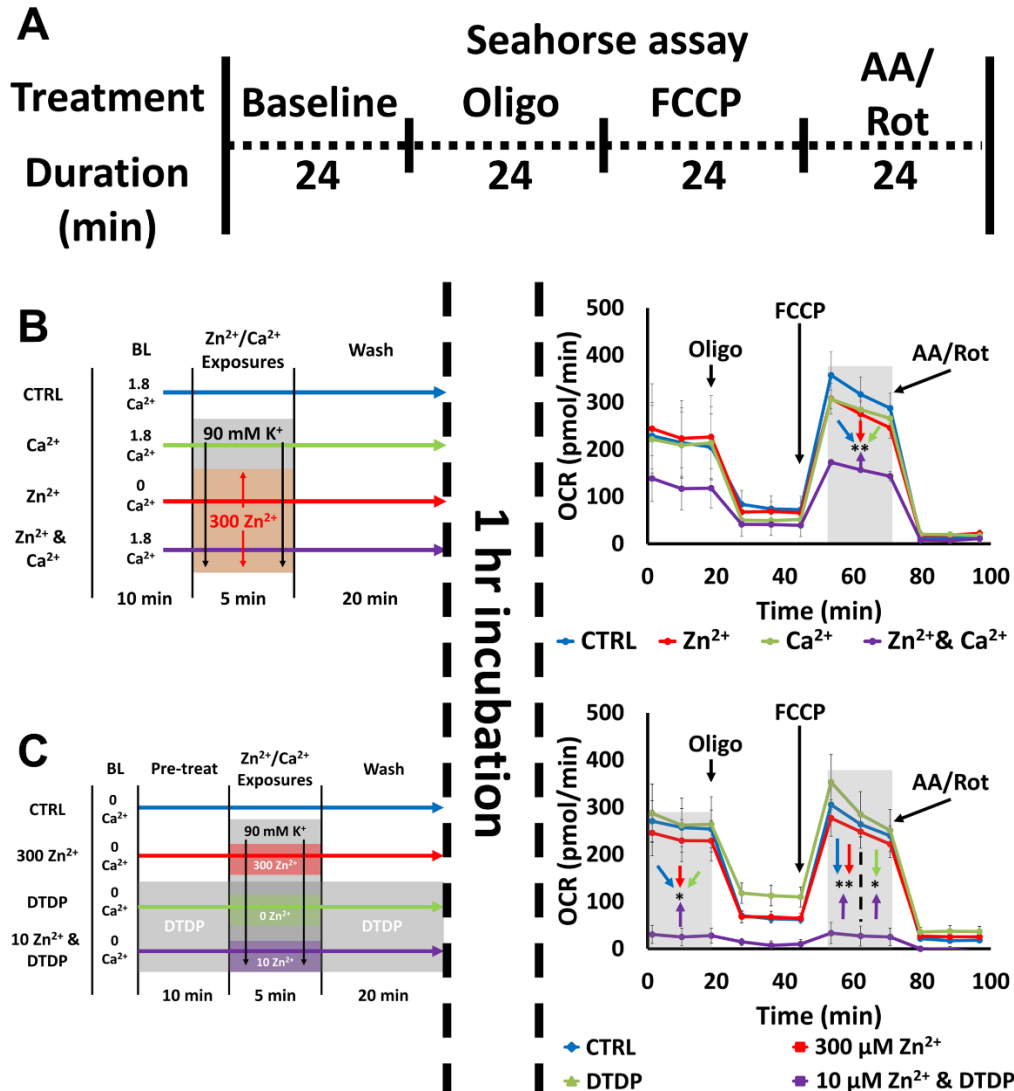 A
Seahorse assay
Treatment
Baseline
Oligo
FCCP
AA/
Rot
Duration
(min)
24
24
24
24
B
BL
Zn²⁺/Ca²⁺
Exposures
Wash
CTRL
1.8
Ca²⁺
Ca²⁺
1.8
Ca²⁺
90 mM K⁺
Zn²⁺
0
Ca²⁺
300 Zn²⁺
Zn²⁺ &
Ca²⁺
1.8
Ca²⁺
10 min
5 min
20 min
1 hr incubation
OCR (pmol/min)
500
400
300
200
100
0
Oligo
FCCP
AA/Rot
**
0
20
40
60
80
100
Time (min)
CTRL
Zn²⁺
Ca²⁺
Zn²⁺& Ca²⁺
C
BL
Pre-treat
Zn²⁺/Ca²⁺
Exposures
Wash
CTRL
0
Ca²⁺
300 Zn²⁺
0
Ca²⁺
90 mM K⁺
300 Zn²⁺
DTDP
0
Ca²⁺
0 Zn²⁺
DTDP
DTDP
10 Zn²⁺ &
DTDP
0
Ca²⁺
10 Zn²⁺
10 min
5 min
20 min
OCR (pmol/min)
500
400
300
200
100
0
Oligo
FCCP
AA/Rot
*
**
*
0
20
40
60
80
100
Time (min)
CTRL
300 µM Zn²⁺
DTDP
10 µM Zn²⁺ & DTDP